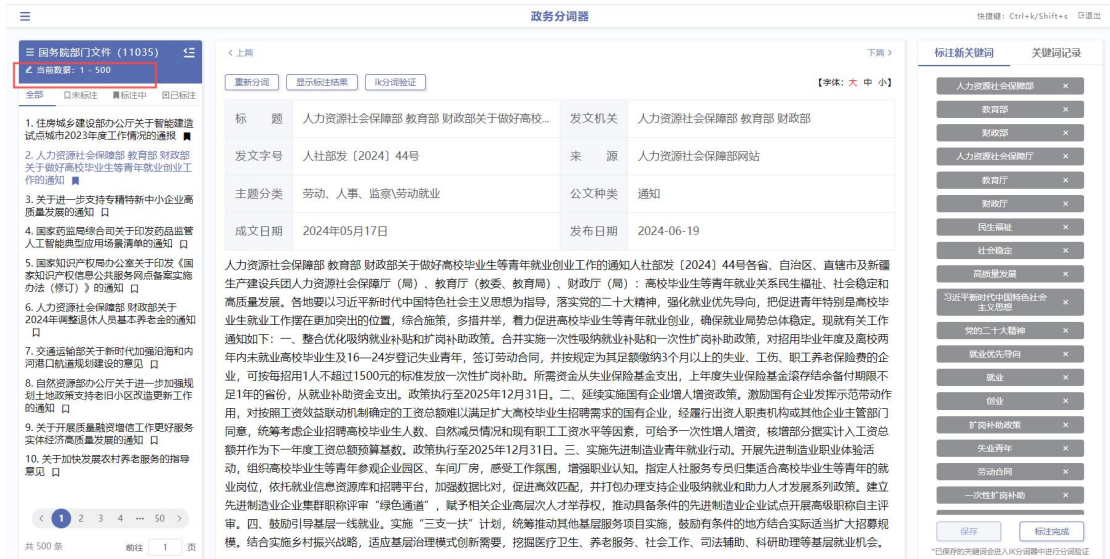 政务分词器
快捷键：Ctrl+k/Shift+s 退出
国务院部门文件（11035）
当前数据：1 - 500
全部 口未标注 标注中 已标注
1. 住房城乡建设部办公厅关于智能建造
试点城市2023年度工作情况的通报
2. 人力资源社会保障部 教育部 财政部
关于做好高校毕业生等青年就业创业工
作的通知
3. 关于进一步支持专精特新中小企业高
质量发展的通知
4. 国家药监局综合司关于印发药品监管
人工智能典型应用场景清单的通知
5. 国家知识产权局办公室关于印发《国
家知识产权信息公共服务网点备案实施
办法（修订）》的通知
6. 人力资源社会保障部 财政部关于
2024年调整退休人员基本养老金的通知
7. 交通运输部关于新时代加强沿海和内
河港口航道规划建设的意见
8. 自然资源部办公厅关于进一步加强规
划土地政策支持老旧小区改造更新工作
的通知
9. 关于开展质量融资增信工作更好服务
实体经济高质量发展的通知
10. 关于加快发展农村养老服务的指导
意见
< 1 2 3 4 ··· 50 >
共 500 条 前往 1 页
< 上篇 下篇 >
重新分词 显示标注结果 ik分词验证 【字体：大 中 小】
标 题 人力资源社会保障部 教育部 财政部关于做好高校... 发文机关 人力资源社会保障部 教育部 财政部
发文字号 人社部发〔2024〕44号 来 源 人力资源社会保障部网站
主题分类 劳动、人事、监察\劳动就业 公文种类 通知
成文日期 2024年05月17日 发布日期 2024-06-19
人力资源社会保障部 教育部 财政部关于做好高校毕业生等青年就业创业工作的通知人社部发〔2024〕44号各省、自治区、直辖市及新疆
生产建设兵团人力资源社会保障厅（局）、教育厅（教委、教育局）、财政厅（局）：高校毕业生等青年就业关系民生福祉、社会稳定和
高质量发展。各地要以习近平新时代中国特色社会主义思想为指导，落实党的二十大精神，强化就业优先导向，把促进青年特别是高校毕
业生就业工作摆在更加突出的位置，综合施策，多措并举，着力促进高校毕业生等青年就业创业，确保就业局势总体稳定。现就有关工作
通知如下：一、整合优化吸纳就业补贴和扩岗补助政策。合并实施一次性吸纳就业补贴和一次性扩岗补助政策，对招用毕业年度及离校两
年内未就业高校毕业生及16—24岁登记失业青年，签订劳动合同，并按规定为其足额缴纳3个月以上的失业、工伤、职工养老保险费的企
业，可按每招用1人不超过1500元的标准发放一次性扩岗补助。所需资金从失业保险基金支出，上年度失业保险基金滚存结余备付期限不
足1年的省份，从就业补助资金支出。政策执行至2025年12月31日。二、延续实施国有企业增人增资政策。激励国有企业发挥示范带动作
用，对按照工资效益联动机制确定的工资总额难以满足扩大高校毕业生招聘需求的国有企业，经履行出资人职责机构或其他企业主管部门
同意，统筹考虑企业招聘高校毕业生人数、自然减员情况和现有职工工资水平等因素，可给予一次性增人增资，核增部分据实计入工资总
额并作为下一年度工资总额预算基数。政策执行至2025年12月31日。三、实施先进制造业青年就业行动。开展先进制造业职业体验活
动，组织高校毕业生等青年参观企业园区、车间厂房，感受工作氛围，增强职业认知。指定人社服务专员归集适合高校毕业生等青年的就
业岗位，依托就业信息资源库和招聘平台，加强数据比对，促进高效匹配，并打包办理支持企业吸纳就业和助力人才发展系列政策。建立
先进制造业企业集群职称评审“绿色通道”，赋予相关企业高层次人才举荐权，推动具备条件的先进制造业企业试点开展高级职称自主评
审。四、鼓励引导基层一线就业。实施“三支一扶”计划，统筹推动其他基层服务项目实施，鼓励有条件的地方结合实际适当扩大招募规
模。结合实施乡村振兴战略，适应基层治理模式创新需要，挖掘医疗卫生、养老服务、社会工作、司法辅助、科研助理等基层就业机会。
标注新关键词 关键词记录
人力资源社会保障部 ×
教育部 ×
财政部 ×
人力资源社会保障厅 ×
教育厅 ×
财政厅 ×
民生福祉 ×
社会稳定 ×
高质量发展 ×
习近平新时代中国特色社会
主义思想 ×
党的二十大精神 ×
就业优先导向 ×
就业 ×
创业 ×
扩岗补助政策 ×
失业青年 ×
劳动合同 ×
一次性扩岗补助 ×
保存 标注完成
*已保存的关键词会进入IK分词器中进行分词验证